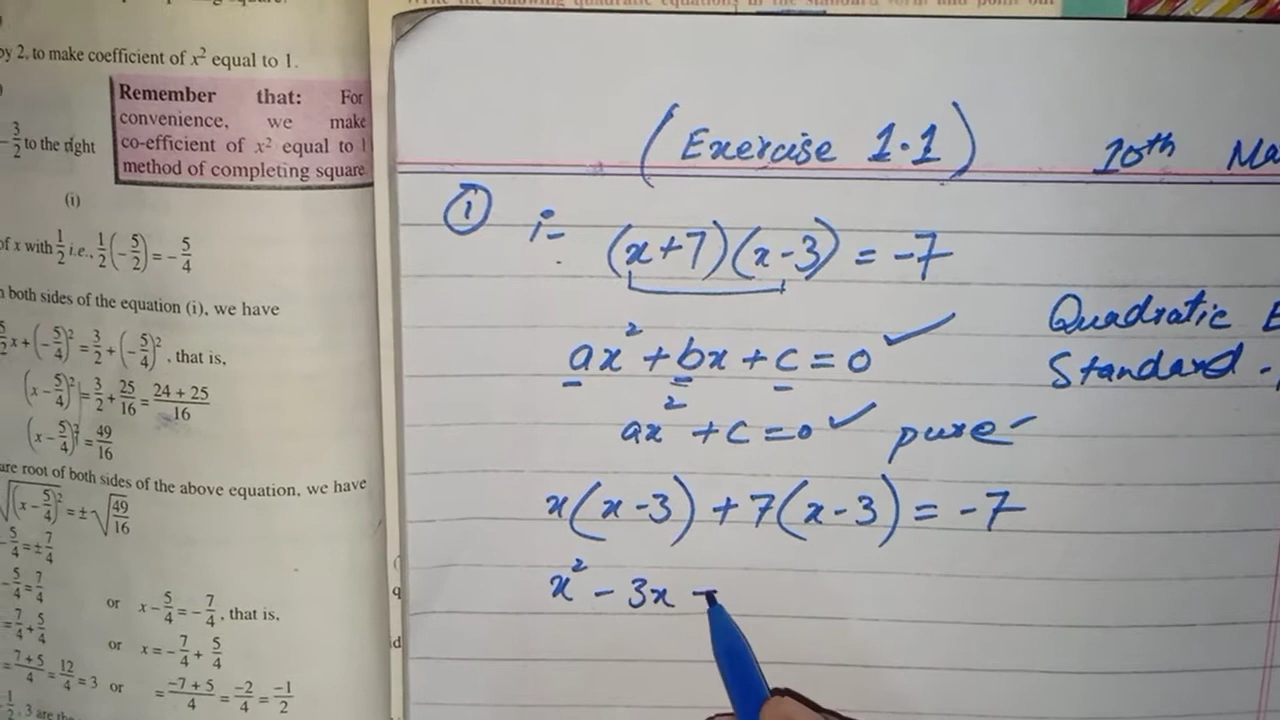 by 2, to make coefficient of x² equal to 1.
Remember that: For
convenience, we make
co-efficient of x² equal to 1
method of completing square
-3/2 to the right
(i)
of x with 1/2 i.e., 1/2(-5/2) = -5/4
both sides of the equation (i), we have
x + (-5/4)² = 3/2 + (-5/4)², that is,
(x - 5/4)² = 3/2 + 25/16 = (24 + 25)/16
(x - 5/4)² = 49/16
are root of both sides of the above equation, we have
√(x - 5/4)² = ±√49/16
-5/4 = ±7/4
-5/4 = 7/4 or x - 5/4 = -7/4, that is,
= 7/4 + 5/4 or x = -7/4 + 5/4
= (7+5)/4 = 12/4 = 3 or = (-7+5)/4 = -2/4 = -1/2
(Exercise 1.1) 10th
① i- (x+7)(x-3) = -7
Quadratic
ax² + bx + c = 0 ✓
Standard
ax² + c = 0 ✓ pure
x(x-3) + 7(x-3) = -7
x² - 3x